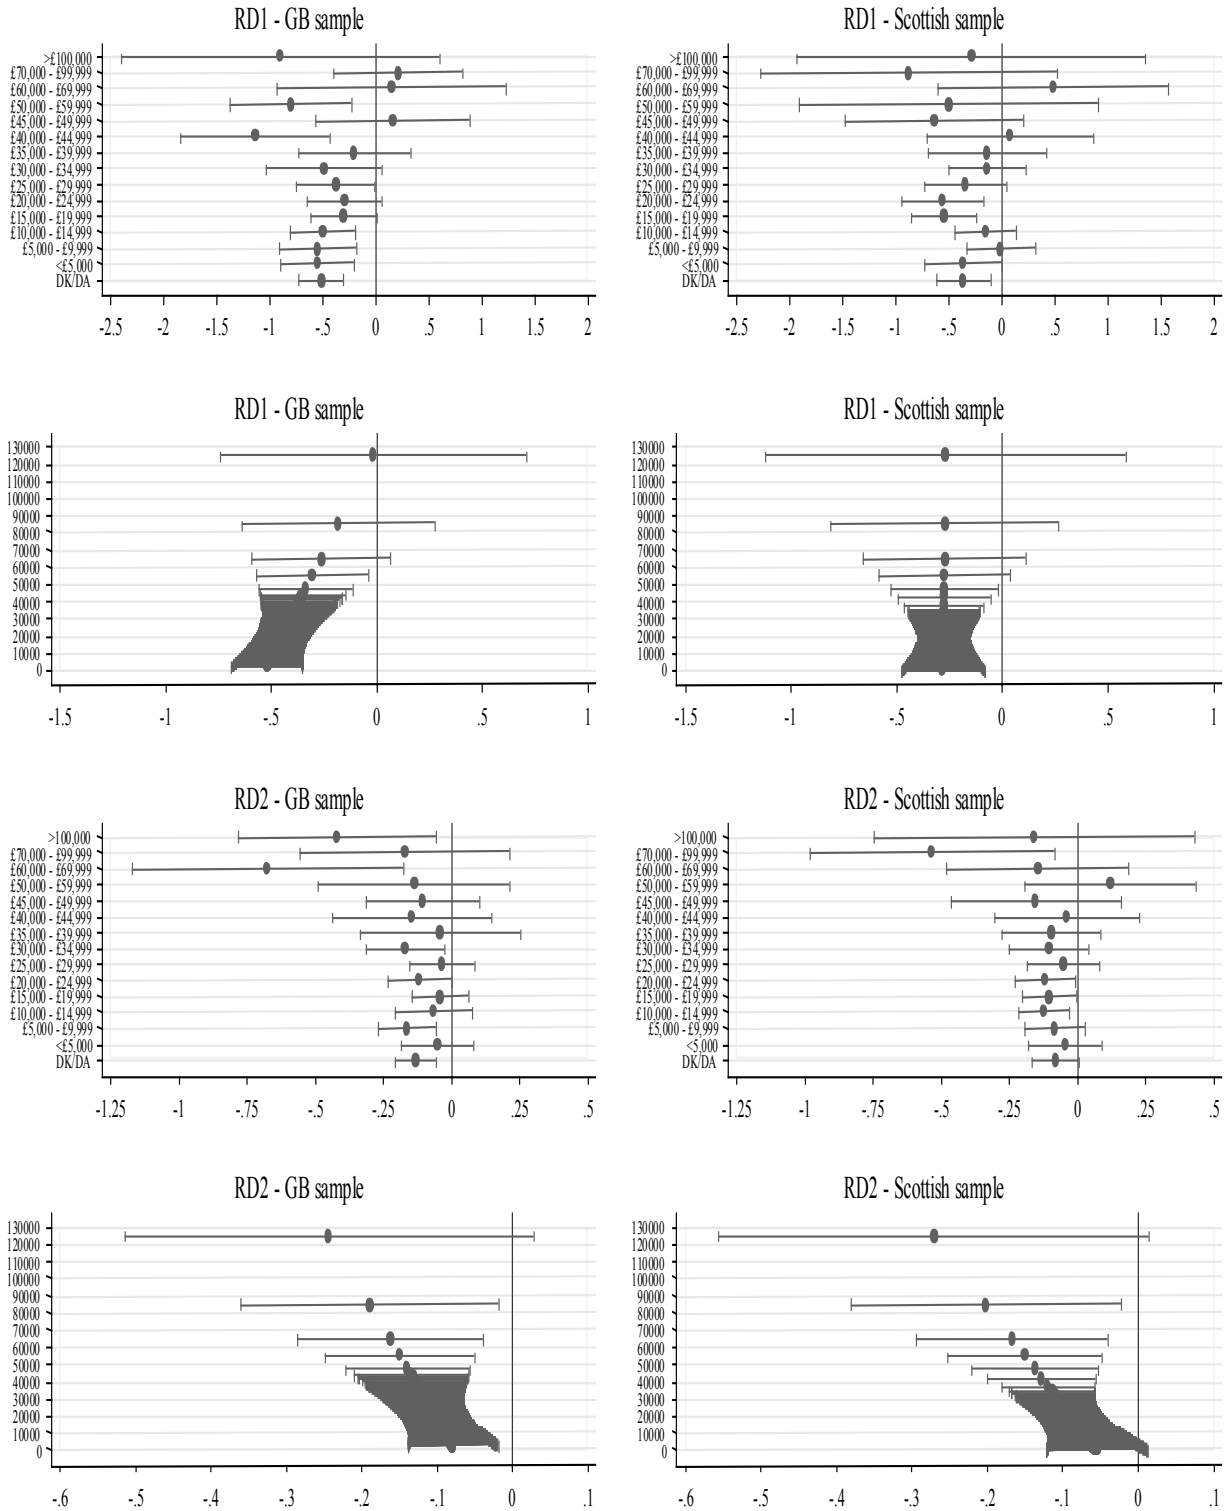 RD1 - GB sample
>£100,000
£70,000 - £99,999
£60,000 - £69,999
£50,000 - £59,999
£45,000 - £49,999
£40,000 - £44,999
£35,000 - £39,999
£30,000 - £34,999
£25,000 - £29,999
£20,000 - £24,999
£15,000 - £19,999
£10,000 - £14,999
£5,000 - £9,999
<£5,000
DK/DA
-2.5 -2 -1.5 -1 -.5 0 .5 1 1.5 2
RD1 - Scottish sample
>£100,000
£70,000 - £99,999
£60,000 - £69,999
£50,000 - £59,999
£45,000 - £49,999
£40,000 - £44,999
£35,000 - £39,999
£30,000 - £34,999
£25,000 - £29,999
£20,000 - £24,999
£15,000 - £19,999
£10,000 - £14,999
£5,000 - £9,999
<£5,000
DK/DA
-2.5 -2 -1.5 -1 -.5 0 .5 1 1.5 2
RD1 - GB sample
130000
120000
110000
100000
90000
80000
70000
60000
50000
40000
30000
20000
10000
0
-1.5 -1 -.5 0 .5 1
RD1 - Scottish sample
130000
120000
110000
100000
90000
80000
70000
60000
50000
40000
30000
20000
10000
0
-1.5 -1 -.5 0 .5 1
RD2 - GB sample
>100,000
£70,000 - £99,999
£60,000 - £69,999
£50,000 - £59,999
£45,000 - £49,999
£40,000 - £44,999
£35,000 - £39,999
£30,000 - £34,999
£25,000 - £29,999
£20,000 - £24,999
£15,000 - £19,999
£10,000 - £14,999
£5,000 - £9,999
<£5,000
DK/DA
-1.25 -1 -.75 -.5 -.25 0 .25 .5
RD2 - Scottish sample
>100,000
£70,000 - £99,999
£60,000 - £69,999
£50,000 - £59,999
£45,000 - £49,999
£40,000 - £44,999
£35,000 - £39,999
£30,000 - £34,999
£25,000 - £29,999
£20,000 - £24,999
£15,000 - £19,999
£10,000 - £14,999
£5,000 - £9,999
<5,000
DK/DA
-1.25 -1 -.75 -.5 -.25 0 .25 .5
RD2 - GB sample
130000
120000
110000
100000
90000
80000
70000
60000
50000
40000
30000
20000
10000
0
-.6 -.5 -.4 -.3 -.2 -.1 0 .1
RD2 - Scottish sample
130000
120000
110000
100000
90000
80000
70000
60000
50000
40000
30000
20000
10000
0
-.6 -.5 -.4 -.3 -.2 -.1 0 .1